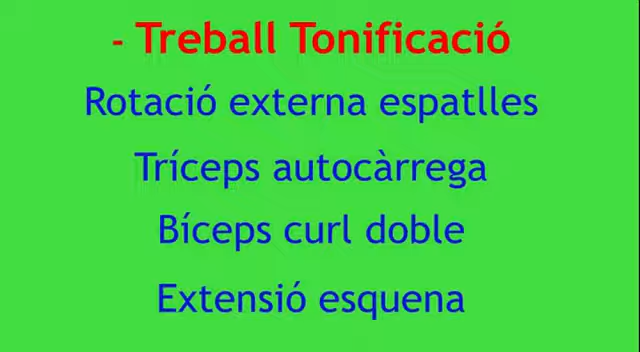 - Treball Tonificació
Rotació externa espatlles
Tríceps autocàrrega
Bíceps curl doble
Extensió esquena